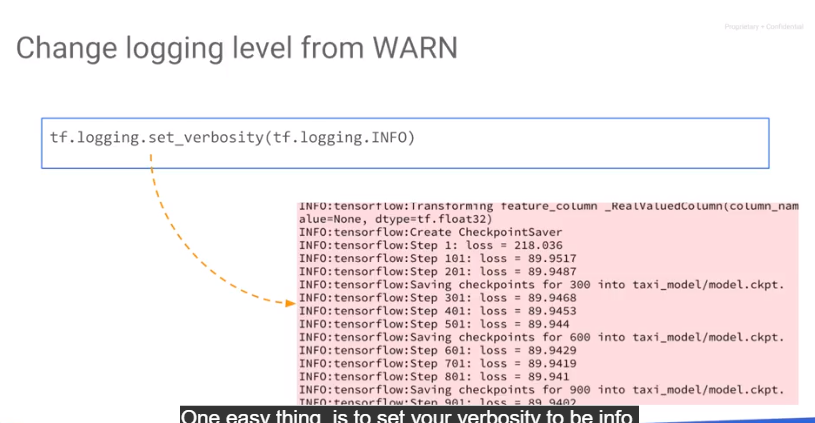 Proprietary + Confidential
Change logging level from WARN
tf.logging.set_verbosity(tf.logging.INFO)
INFO:tensorflow:Transforming feature_column _RealValuedColumn(column_nam
alue=None, dtype=tf.float32)
INFO:tensorflow:Create CheckpointSaver
INFO:tensorflow:Step 1: loss = 218.036
INFO:tensorflow:Step 101: loss = 89.9517
INFO:tensorflow:Step 201: loss = 89.9487
INFO:tensorflow:Saving checkpoints for 300 into taxi_model/model.ckpt.
INFO:tensorflow:Step 301: loss = 89.9468
INFO:tensorflow:Step 401: loss = 89.9453
INFO:tensorflow:Step 501: loss = 89.944
INFO:tensorflow:Saving checkpoints for 600 into taxi_model/model.ckpt.
INFO:tensorflow:Step 601: loss = 89.9429
INFO:tensorflow:Step 701: loss = 89.9419
INFO:tensorflow:Step 801: loss = 89.941
INFO:tensorflow:Saving checkpoints for 900 into taxi_model/model.ckpt.
INFO:tensorflow:Step 901: loss = 89.9402
One easy thing, is to set your verbosity to be info